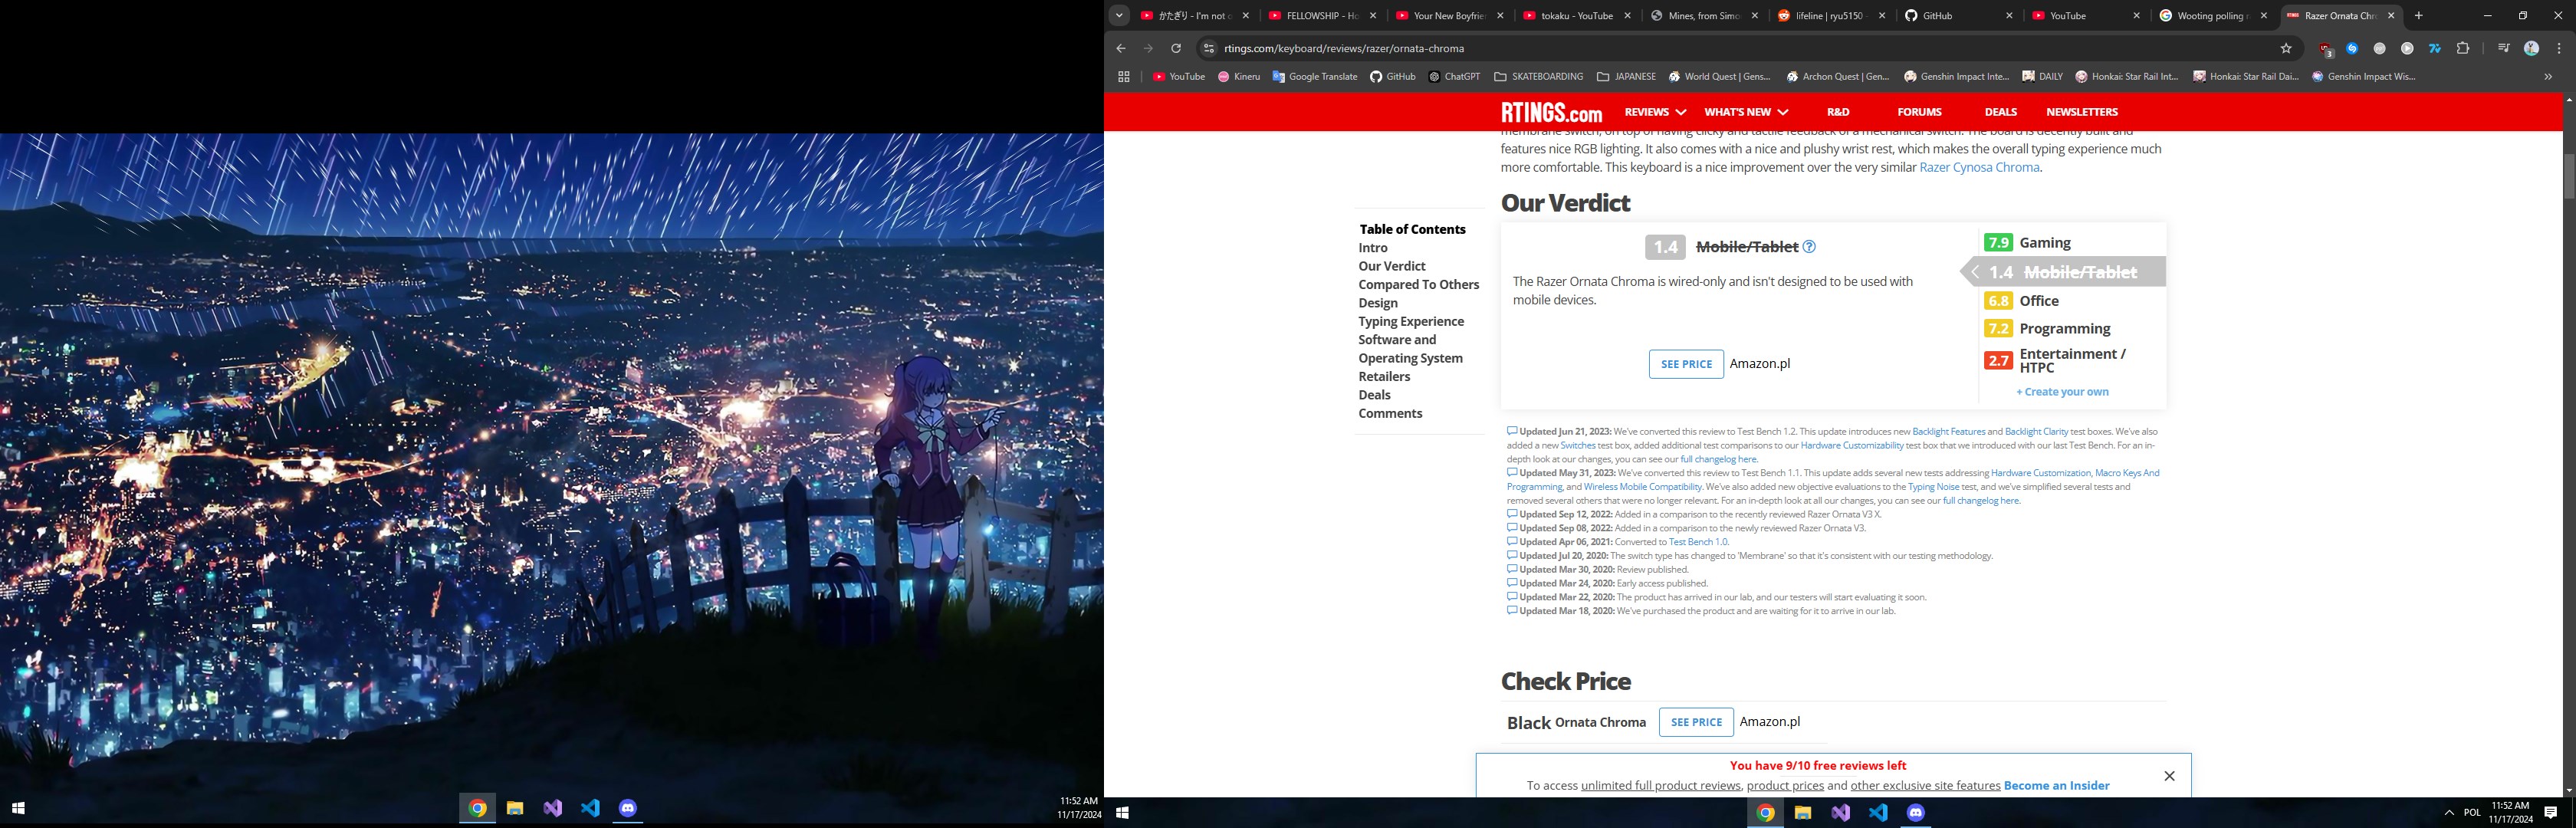 11:52 AM
11/17/2024
かたぎり - I'm not o
FELLOWSHIP - Ho
Your New Boyfrie
tokaku - YouTube
Mines, from Simo
lifeline | ryu5150 -
GitHub
YouTube
Wooting polling r
Razer Ornata Chr
rtings.com/keyboard/reviews/razer/ornata-chroma
3
YouTube
Kineru
Google Translate
GitHub
ChatGPT
SKATEBOARDING
JAPANESE
World Quest | Gens...
Archon Quest | Gen...
Genshin Impact Inte...
DAILY
Honkai: Star Rail Int...
Honkai: Star Rail Dai...
Genshin Impact Wis...
RTINGS.com
REVIEWS
WHAT'S NEW
R&D
FORUMS
DEALS
NEWSLETTERS
membrane switch, on top of having clicky and tactile feedback of a mechanical switch. The board is decently built and
features nice RGB lighting. It also comes with a nice and plushy wrist rest, which makes the overall typing experience much
more comfortable. This keyboard is a nice improvement over the very similar Razer Cynosa Chroma.
Table of Contents
Intro
Our Verdict
Compared To Others
Design
Typing Experience
Software and
Operating System
Retailers
Deals
Comments
Our Verdict
1.4 Mobile/Tablet
The Razer Ornata Chroma is wired-only and isn't designed to be used with
mobile devices.
SEE PRICE Amazon.pl
7.9 Gaming
1.4 Mobile/Tablet
6.8 Office
7.2 Programming
2.7 Entertainment /
HTPC
+ Create your own
Updated Jun 21, 2023: We've converted this review to Test Bench 1.2. This update introduces new Backlight Features and Backlight Clarity test boxes. We've also
added a new Switches test box, added additional test comparisons to our Hardware Customizability test box that we introduced with our last Test Bench. For an in-
depth look at our changes, you can see our full changelog here.
Updated May 31, 2023: We've converted this review to Test Bench 1.1. This update adds several new tests addressing Hardware Customization, Macro Keys And
Programming, and Wireless Mobile Compatibility. We've also added new objective evaluations to the Typing Noise test, and we've simplified several tests and
removed several others that were no longer relevant. For an in-depth look at all our changes, you can see our full changelog here.
Updated Sep 12, 2022: Added in a comparison to the recently reviewed Razer Ornata V3 X.
Updated Sep 08, 2022: Added in a comparison to the newly reviewed Razer Ornata V3.
Updated Apr 06, 2021: Converted to Test Bench 1.0.
Updated Jul 20, 2020: The switch type has changed to 'Membrane' so that it's consistent with our testing methodology.
Updated Mar 30, 2020: Review published.
Updated Mar 24, 2020: Early access published.
Updated Mar 22, 2020: The product has arrived in our lab, and our testers will start evaluating it soon.
Updated Mar 18, 2020: We've purchased the product and are waiting for it to arrive in our lab.
Check Price
Black Ornata Chroma SEE PRICE Amazon.pl
You have 9/10 free reviews left
To access unlimited full product reviews, product prices and other exclusive site features Become an Insider
POL
11:52 AM
11/17/2024